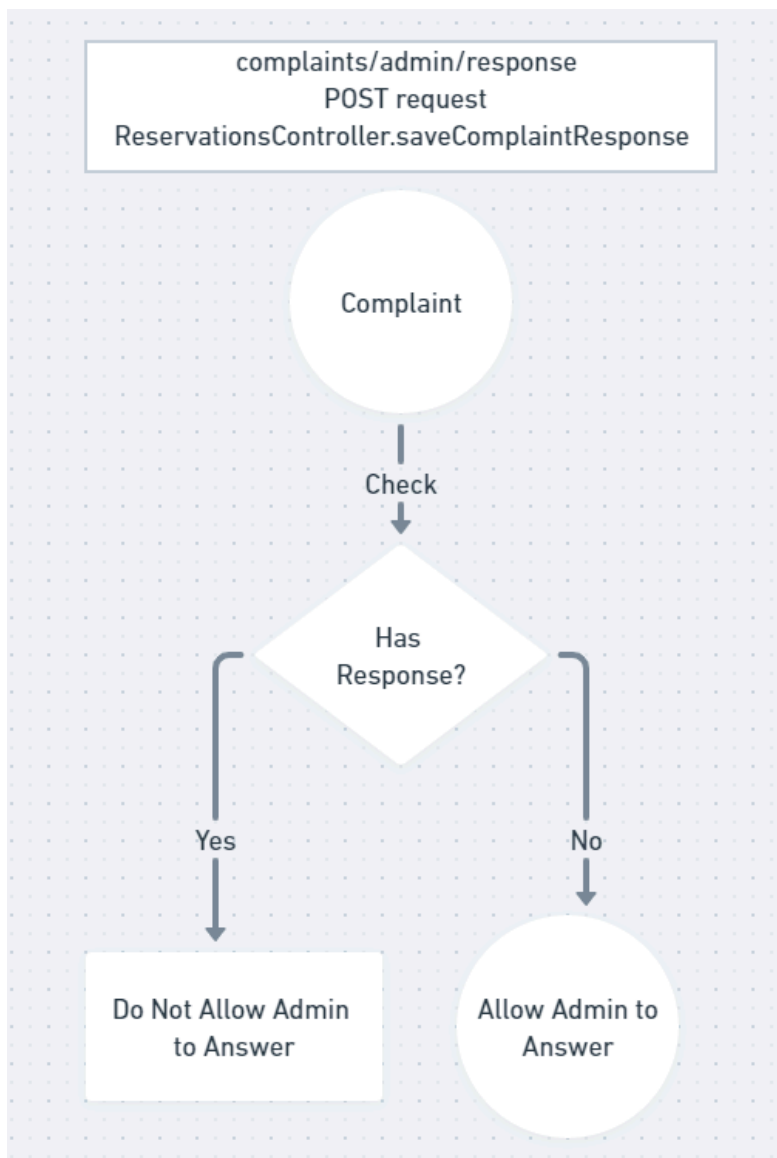 complaints/admin/response
POST request
ReservationsController.saveComplaintResponse
Complaint
Check
Has
Response?
Yes
No
Do Not Allow Admin
to Answer
Allow Admin to
Answer